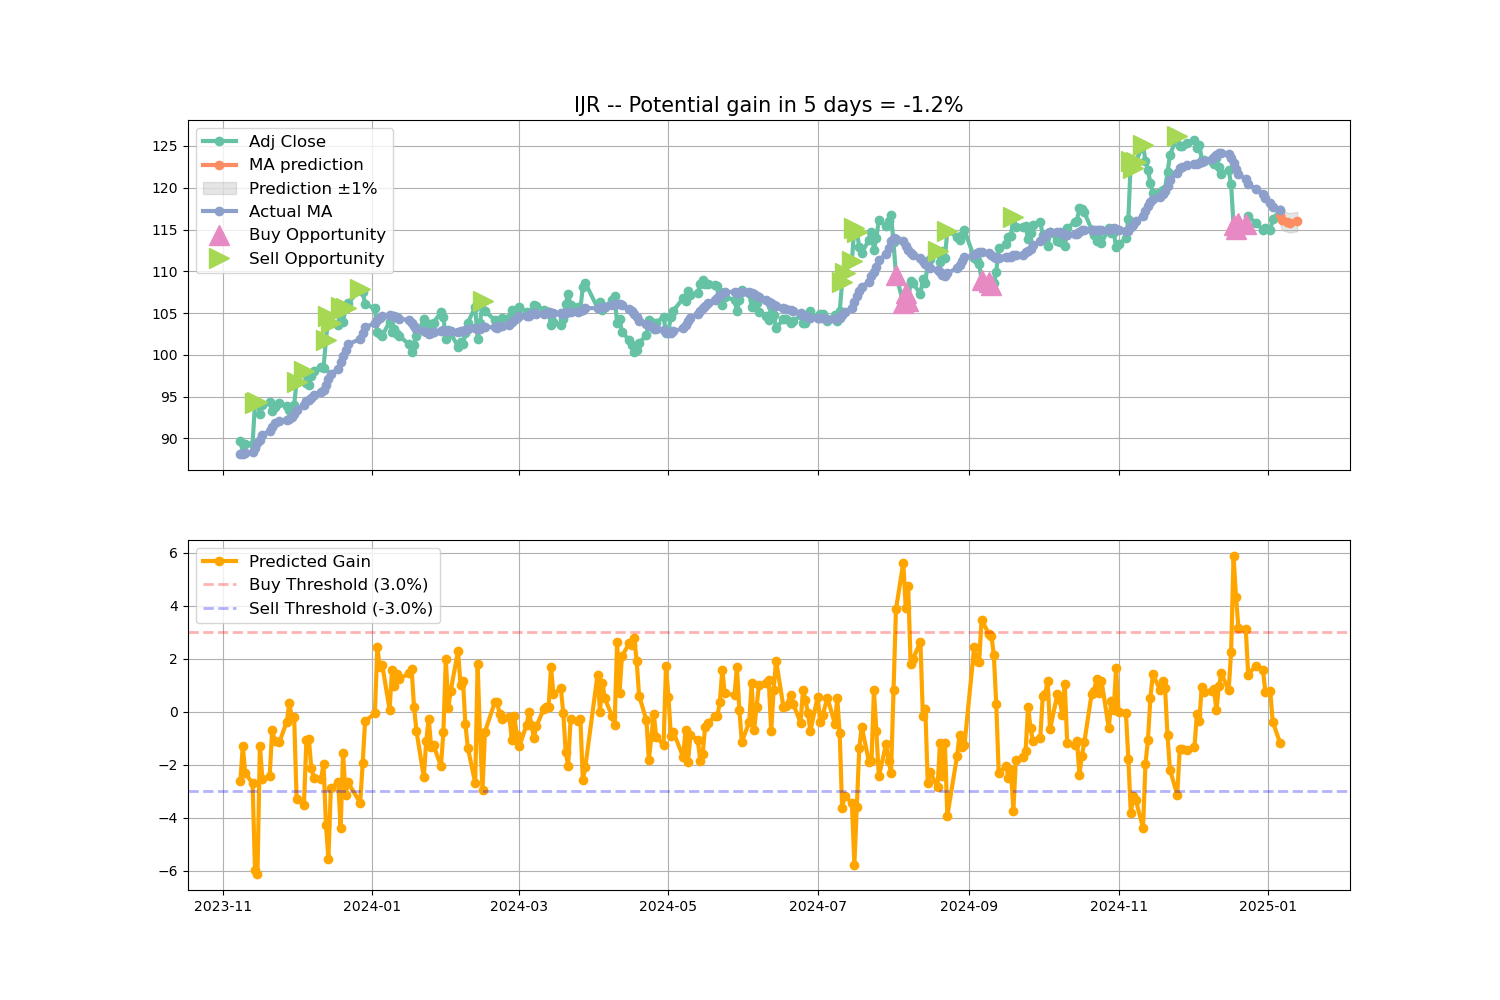 IJR -- Potential gain in 5 days = -1.2%
125
120
115
110
105
100
95
90
Adj Close
MA prediction
Prediction ±1%
Actual MA
Buy Opportunity
Sell Opportunity
6
4
2
0
−2
−4
−6
Predicted Gain
Buy Threshold (3.0%)
Sell Threshold (-3.0%)
2023-11 2024-01 2024-03 2024-05 2024-07 2024-09 2024-11 2025-01